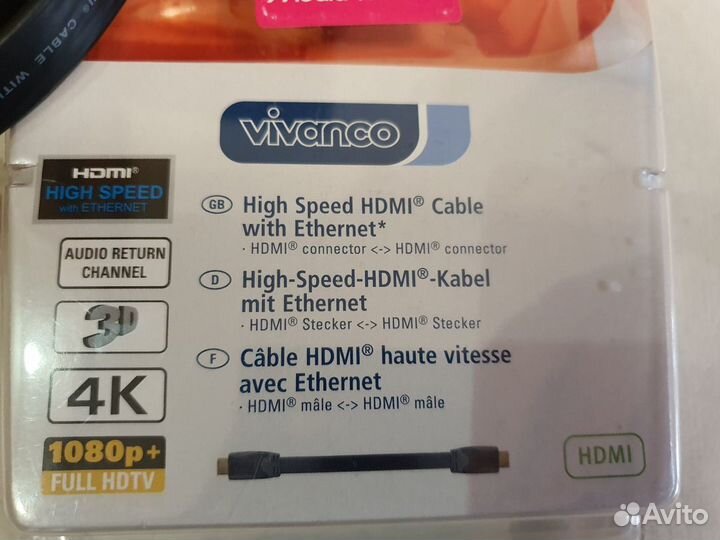 CABLE WITH
vivanco
HDMI®
HIGH SPEED
with ETHERNET
AUDIO RETURN
CHANNEL
3D
4K
1080p+
FULL HDTV
GB High Speed HDMI® Cable
with Ethernet*
· HDMI® connector <-> HDMI® connector
D High-Speed-HDMI®-Kabel
mit Ethernet
· HDMI® Stecker <-> HDMI® Stecker
F Câble HDMI® haute vitesse
avec Ethernet
· HDMI® mâle <-> HDMI® mâle
HDMI
Avito